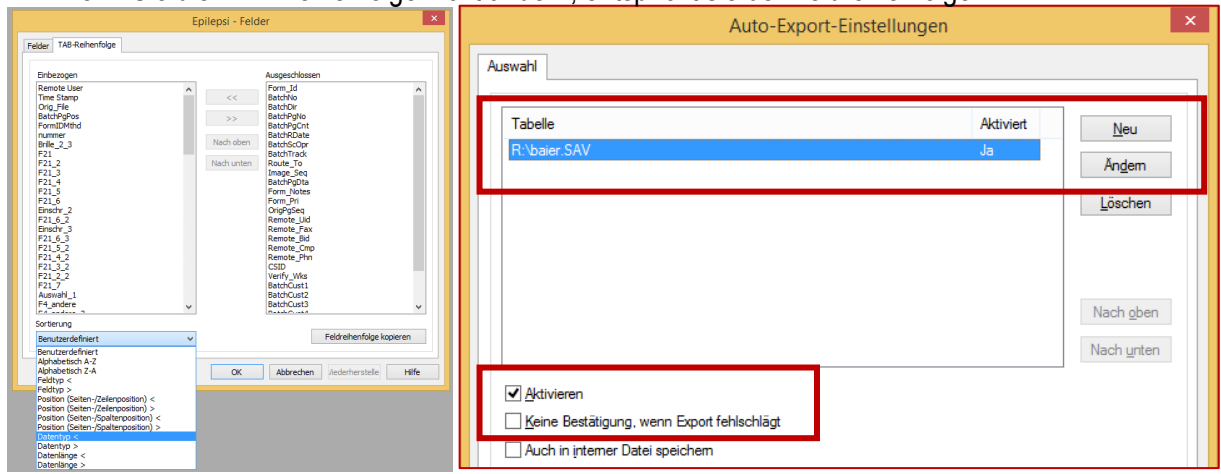 Epilepsi - Felder
Felder
TAB-Reihenfolge
Einbezogen
Remote User
Time Stamp
Orig_File
BatchPgPos
FormIDMthd
nummer
Brille_2_3
F21
F21_2
F21_3
F21_4
F21_5
F21_6
Einschr_2
F21_6_2
Einschr_3
F21_6_3
F21_5_2
F21_4_2
F21_3_2
F21_2_2
F21_7
Auswahl_1
F4_andere
<<
>>
Nach oben
Nach unten
Ausgeschlossen
Form_Id
BatchNo
BatchDir
BatchPgNo
BatchPgCnt
BatchRDate
BatchScOpr
BatchTrack
Route_To
Image_Seq
BatchPgDta
Form_Notes
Form_Pri
OrigPgSeq
Remote_Uid
Remote_Fax
Remote_Bid
Remote_Cmp
Remote_Phn
CSID
Verify_Wks
BatchCust1
BatchCust2
BatchCust3
Sortierung
Benutzerdefiniert
Feldreihenfolge kopieren
Benutzerdefiniert
Alphabetisch A-Z
Alphabetisch Z-A
Feldtyp <
Feldtyp >
Position (Seiten-/Zeilenposition) <
Position (Seiten-/Zeilenposition) >
Position (Seiten-/Spaltenposition) <
Position (Seiten-/Spaltenposition) >
Datentyp <
Datentyp >
Datenlänge <
Datenlänge >
OK
Abbrechen
Hilfe
Auto-Export-Einstellungen
Auswahl
Tabelle Aktiviert
R:\baier.SAV Ja
Neu
Ändern
Löschen
Nach oben
Nach unten
Aktivieren
Keine Bestätigung, wenn Export fehlschlägt
Auch in interner Datei speichern